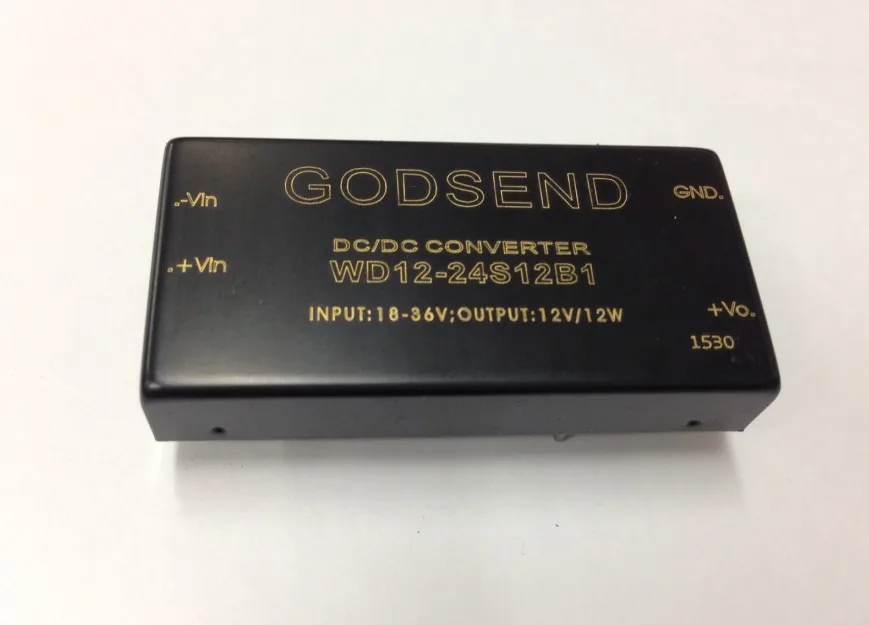 GODSEND
.-Vin
GND.
DC/DC CONVERTER
.+Vin
WD12-24S12B1
INPUT:18-36V;OUTPUT:12V/12W
+Vo.
1530